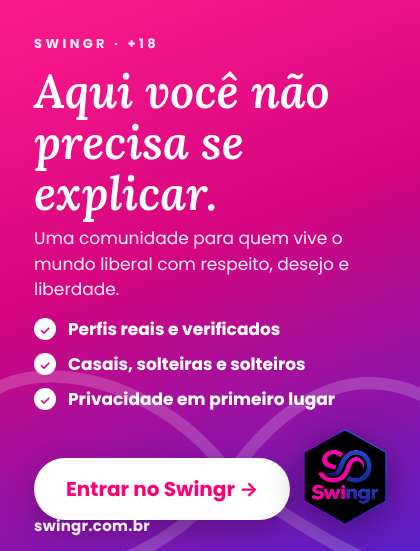 SWINGR · +18
Aqui você não
precisa se
explicar.
Uma comunidade para quem vive o
mundo liberal com respeito, desejo e
liberdade.
Perfis reais e verificados
Casais, solteiras e solteiros
Privacidade em primeiro lugar
Entrar no Swingr →
Swingr
swingr.com.br